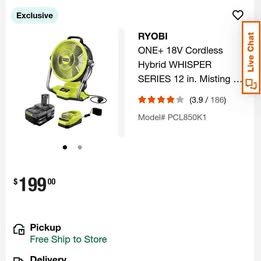 Exclusive
RYOBI
ONE+ 18V Cordless
Hybrid WHISPER
SERIES 12 in. Misting ...
(3.9 / 186)
Model# PCL850K1
Live Chat
$199 00
Pickup
Free Ship to Store
Delivery